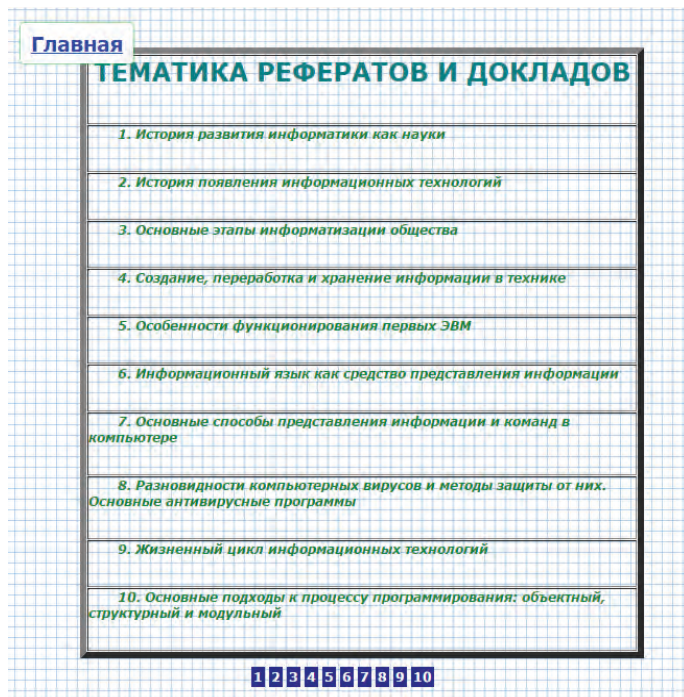 Главная
ТЕМАТИКА РЕФЕРАТОВ И ДОКЛАДОВ
1. История развития информатики как науки
2. История появления информационных технологий
3. Основные этапы информатизации общества
4. Создание, переработка и хранение информации в технике
5. Особенности функционирования первых ЭВМ
6. Информационный язык как средство представления информации
7. Основные способы представления информации и команд в
компьютере
8. Разновидности компьютерных вирусов и методы защиты от них.
Основные антивирусные программы
9. Жизненный цикл информационных технологий
10. Основные подходы к процессу программирования: объектный,
структурный и модульный
1 2 3 4 5 6 7 8 9 10